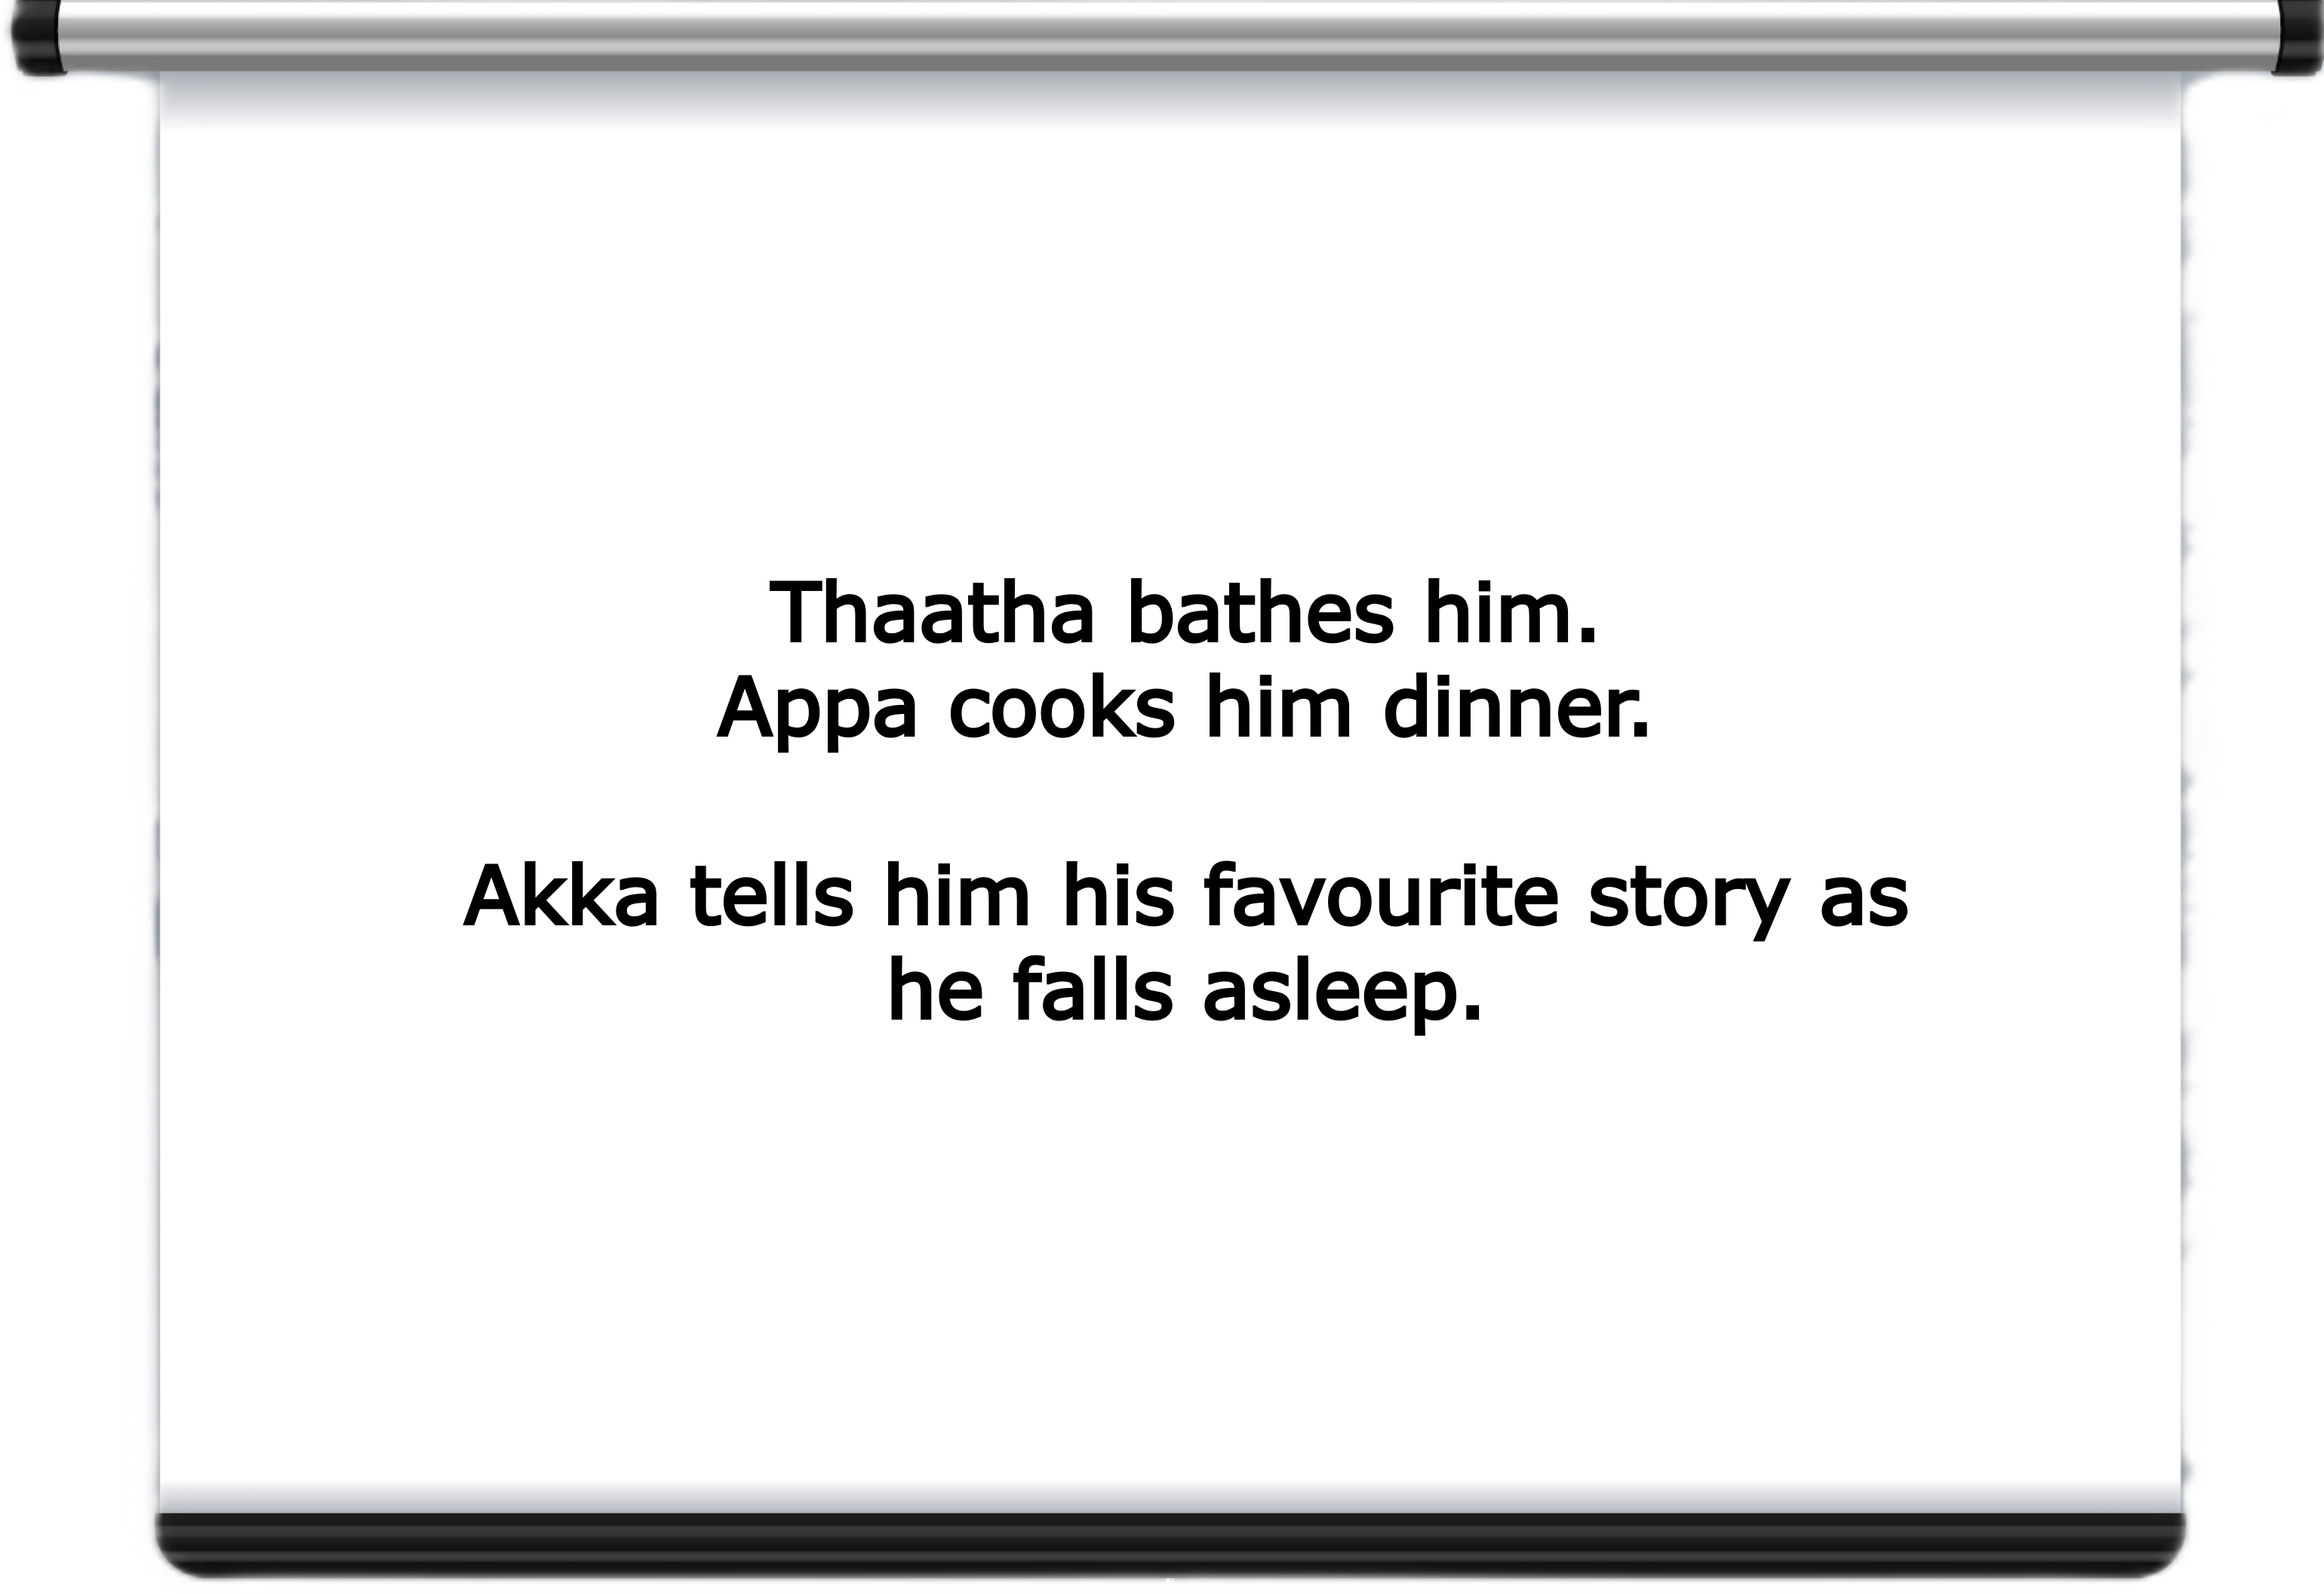 Thaatha bathes him.
Appa cooks him dinner.
Akka tells him his favourite story as
he falls asleep.